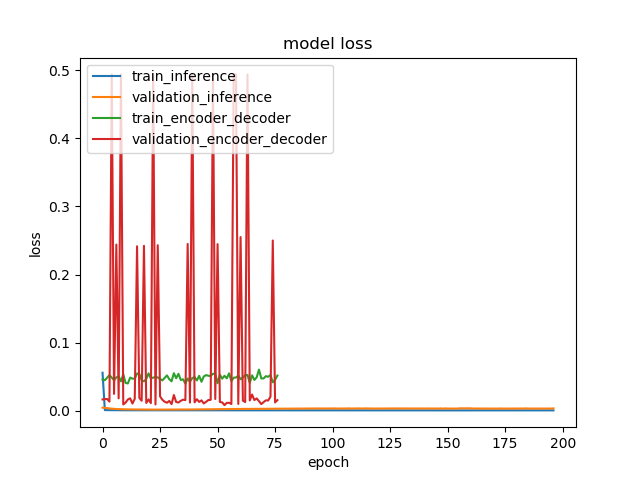 model loss
train_inference
validation_inference
train_encoder_decoder
validation_encoder_decoder
loss
0.5
0.4
0.3
0.2
0.1
0.0
0 25 50 75 100 125 150 175 200
epoch